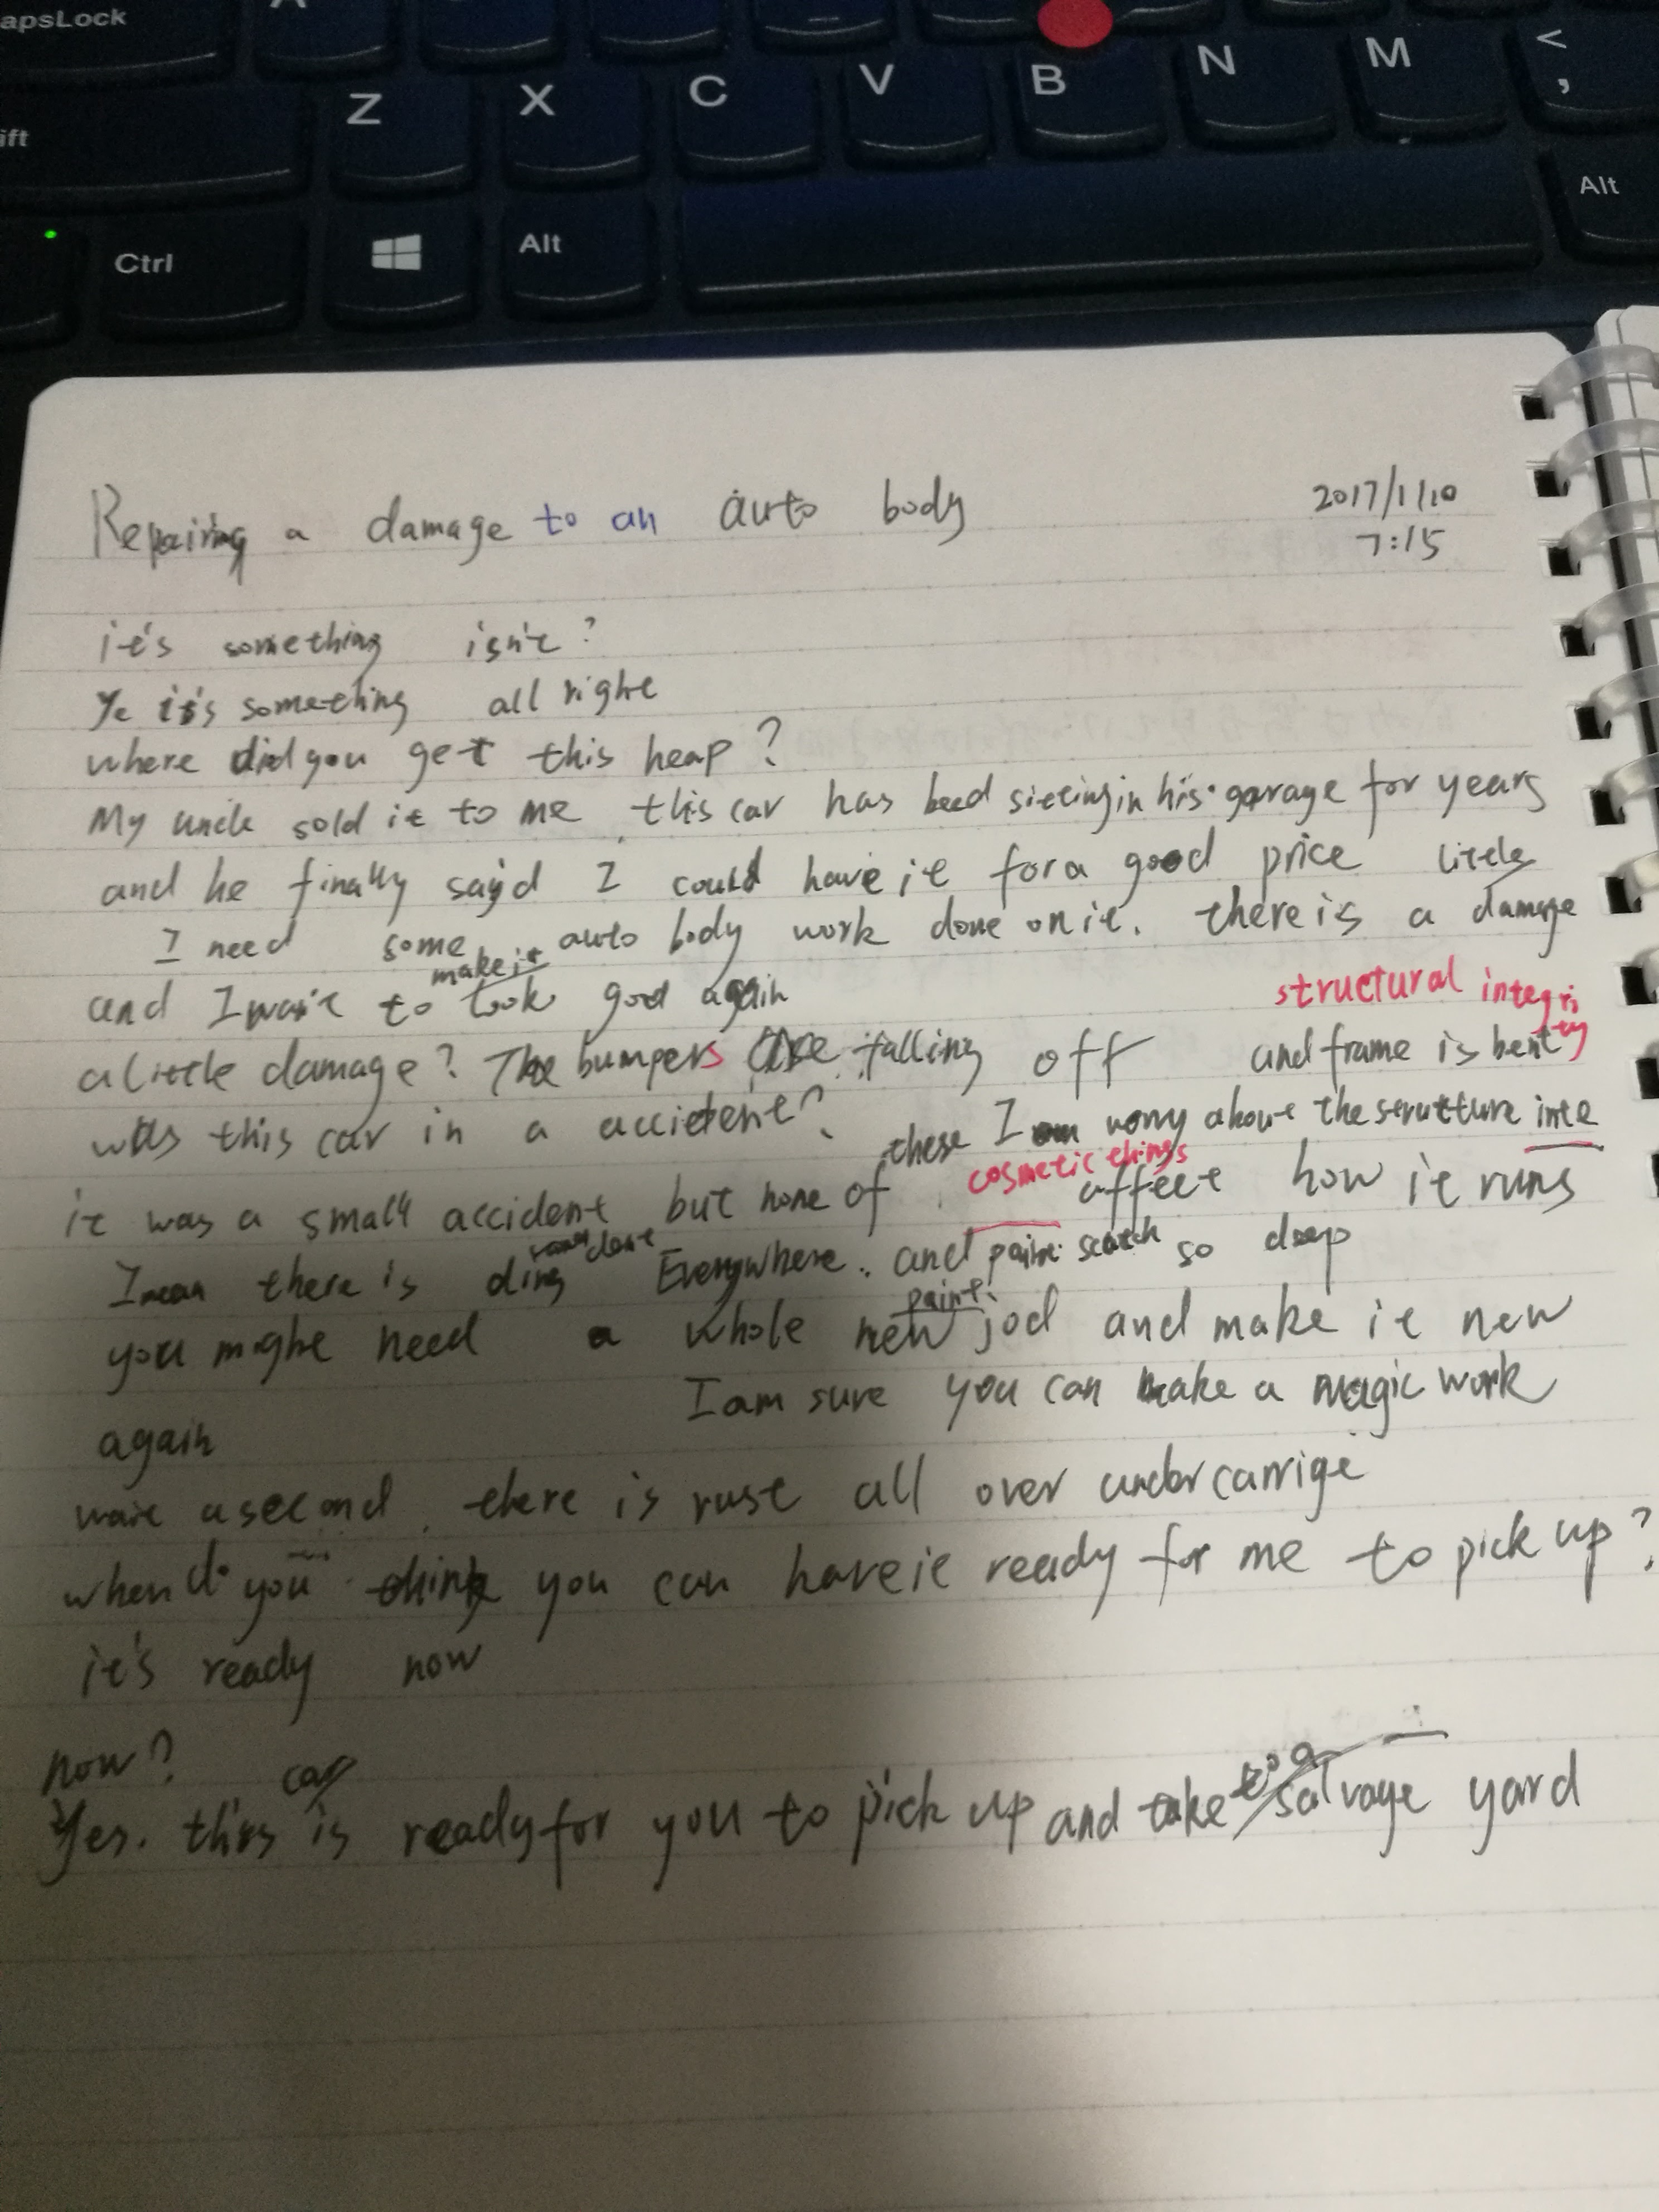 apsLock
Z X C V B N M < ,
ift
Alt
Ctrl Alt
Repairing a damage to an auto body
2017/1/10
7:15
it's something isn't?
Ye it's something all right
where did you get this heap?
My uncle sold it to me. this car has beed sitting in his garage for years
and he finally sayd I could have it for a good price little
I need some auto body work done on it. there is a damage
make it
and I want to look good again
structural integrity
a little damage? The bumpers are falling off and frame is bent
was this car in a accident?
these I worry about the strutture inte
cosmetic things
it was a small accident but none of affect how it runs
dent
I mean there is ding Everywhere. and paint scatch so deep
paint
you might need a whole new jod and make it new
again I am sure you can make a magic work
wait a second. there is rust all over undercarrige
when do you think you can have it ready for me to pick up?
it's ready now
now?
car to a
Yes. this is ready for you to pick up and take salvage yard